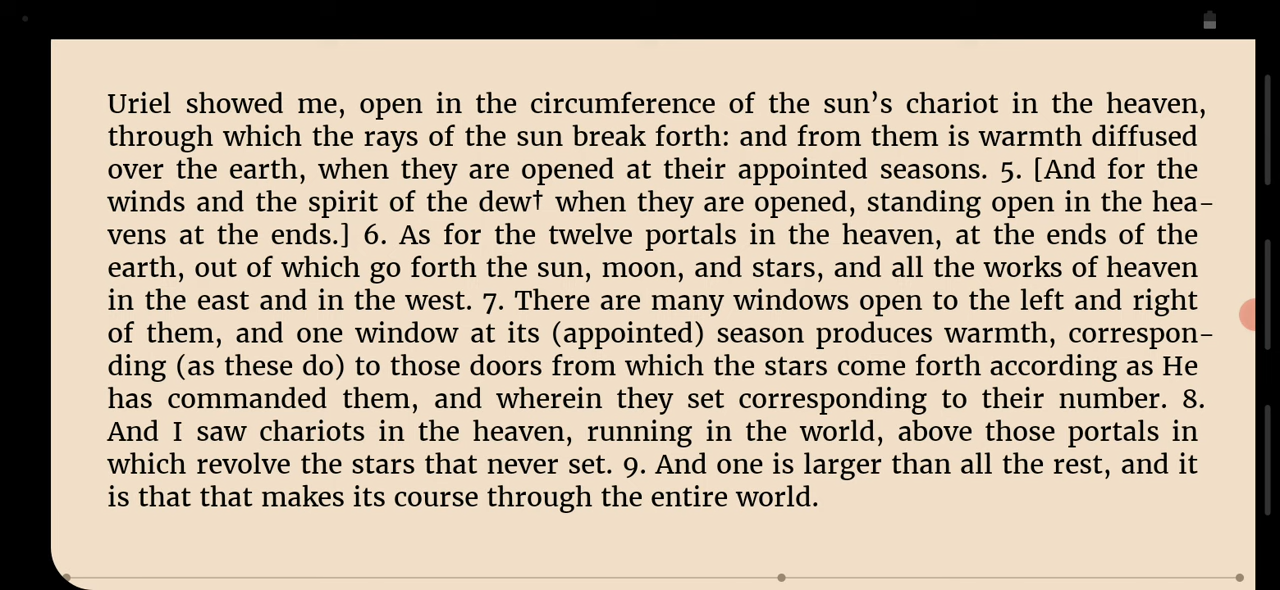 Uriel showed me, open in the circumference of the sun’s chariot in the heaven,
through which the rays of the sun break forth: and from them is warmth diffused
over the earth, when they are opened at their appointed seasons. 5. [And for the
winds and the spirit of the dew† when they are opened, standing open in the hea-
vens at the ends.] 6. As for the twelve portals in the heaven, at the ends of the
earth, out of which go forth the sun, moon, and stars, and all the works of heaven
in the east and in the west. 7. There are many windows open to the left and right
of them, and one window at its (appointed) season produces warmth, correspon-
ding (as these do) to those doors from which the stars come forth according as He
has commanded them, and wherein they set corresponding to their number. 8.
And I saw chariots in the heaven, running in the world, above those portals in
which revolve the stars that never set. 9. And one is larger than all the rest, and it
is that that makes its course through the entire world.